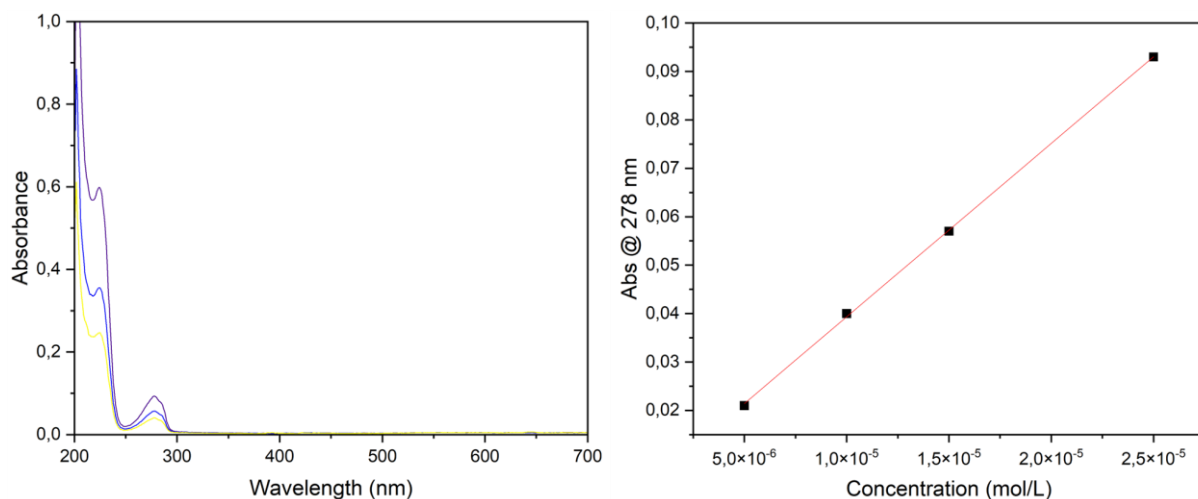 1,0
0,8
0,6
0,4
0,2
0,0
Absorbance
200 300 400 500 600 700
Wavelength (nm)
0,10
0,09
0,08
0,07
0,06
0,05
0,04
0,03
0,02
Abs @ 278 nm
5,0×10⁻⁶ 1,0×10⁻⁵ 1,5×10⁻⁵ 2,0×10⁻⁵ 2,5×10⁻⁵
Concentration (mol/L)